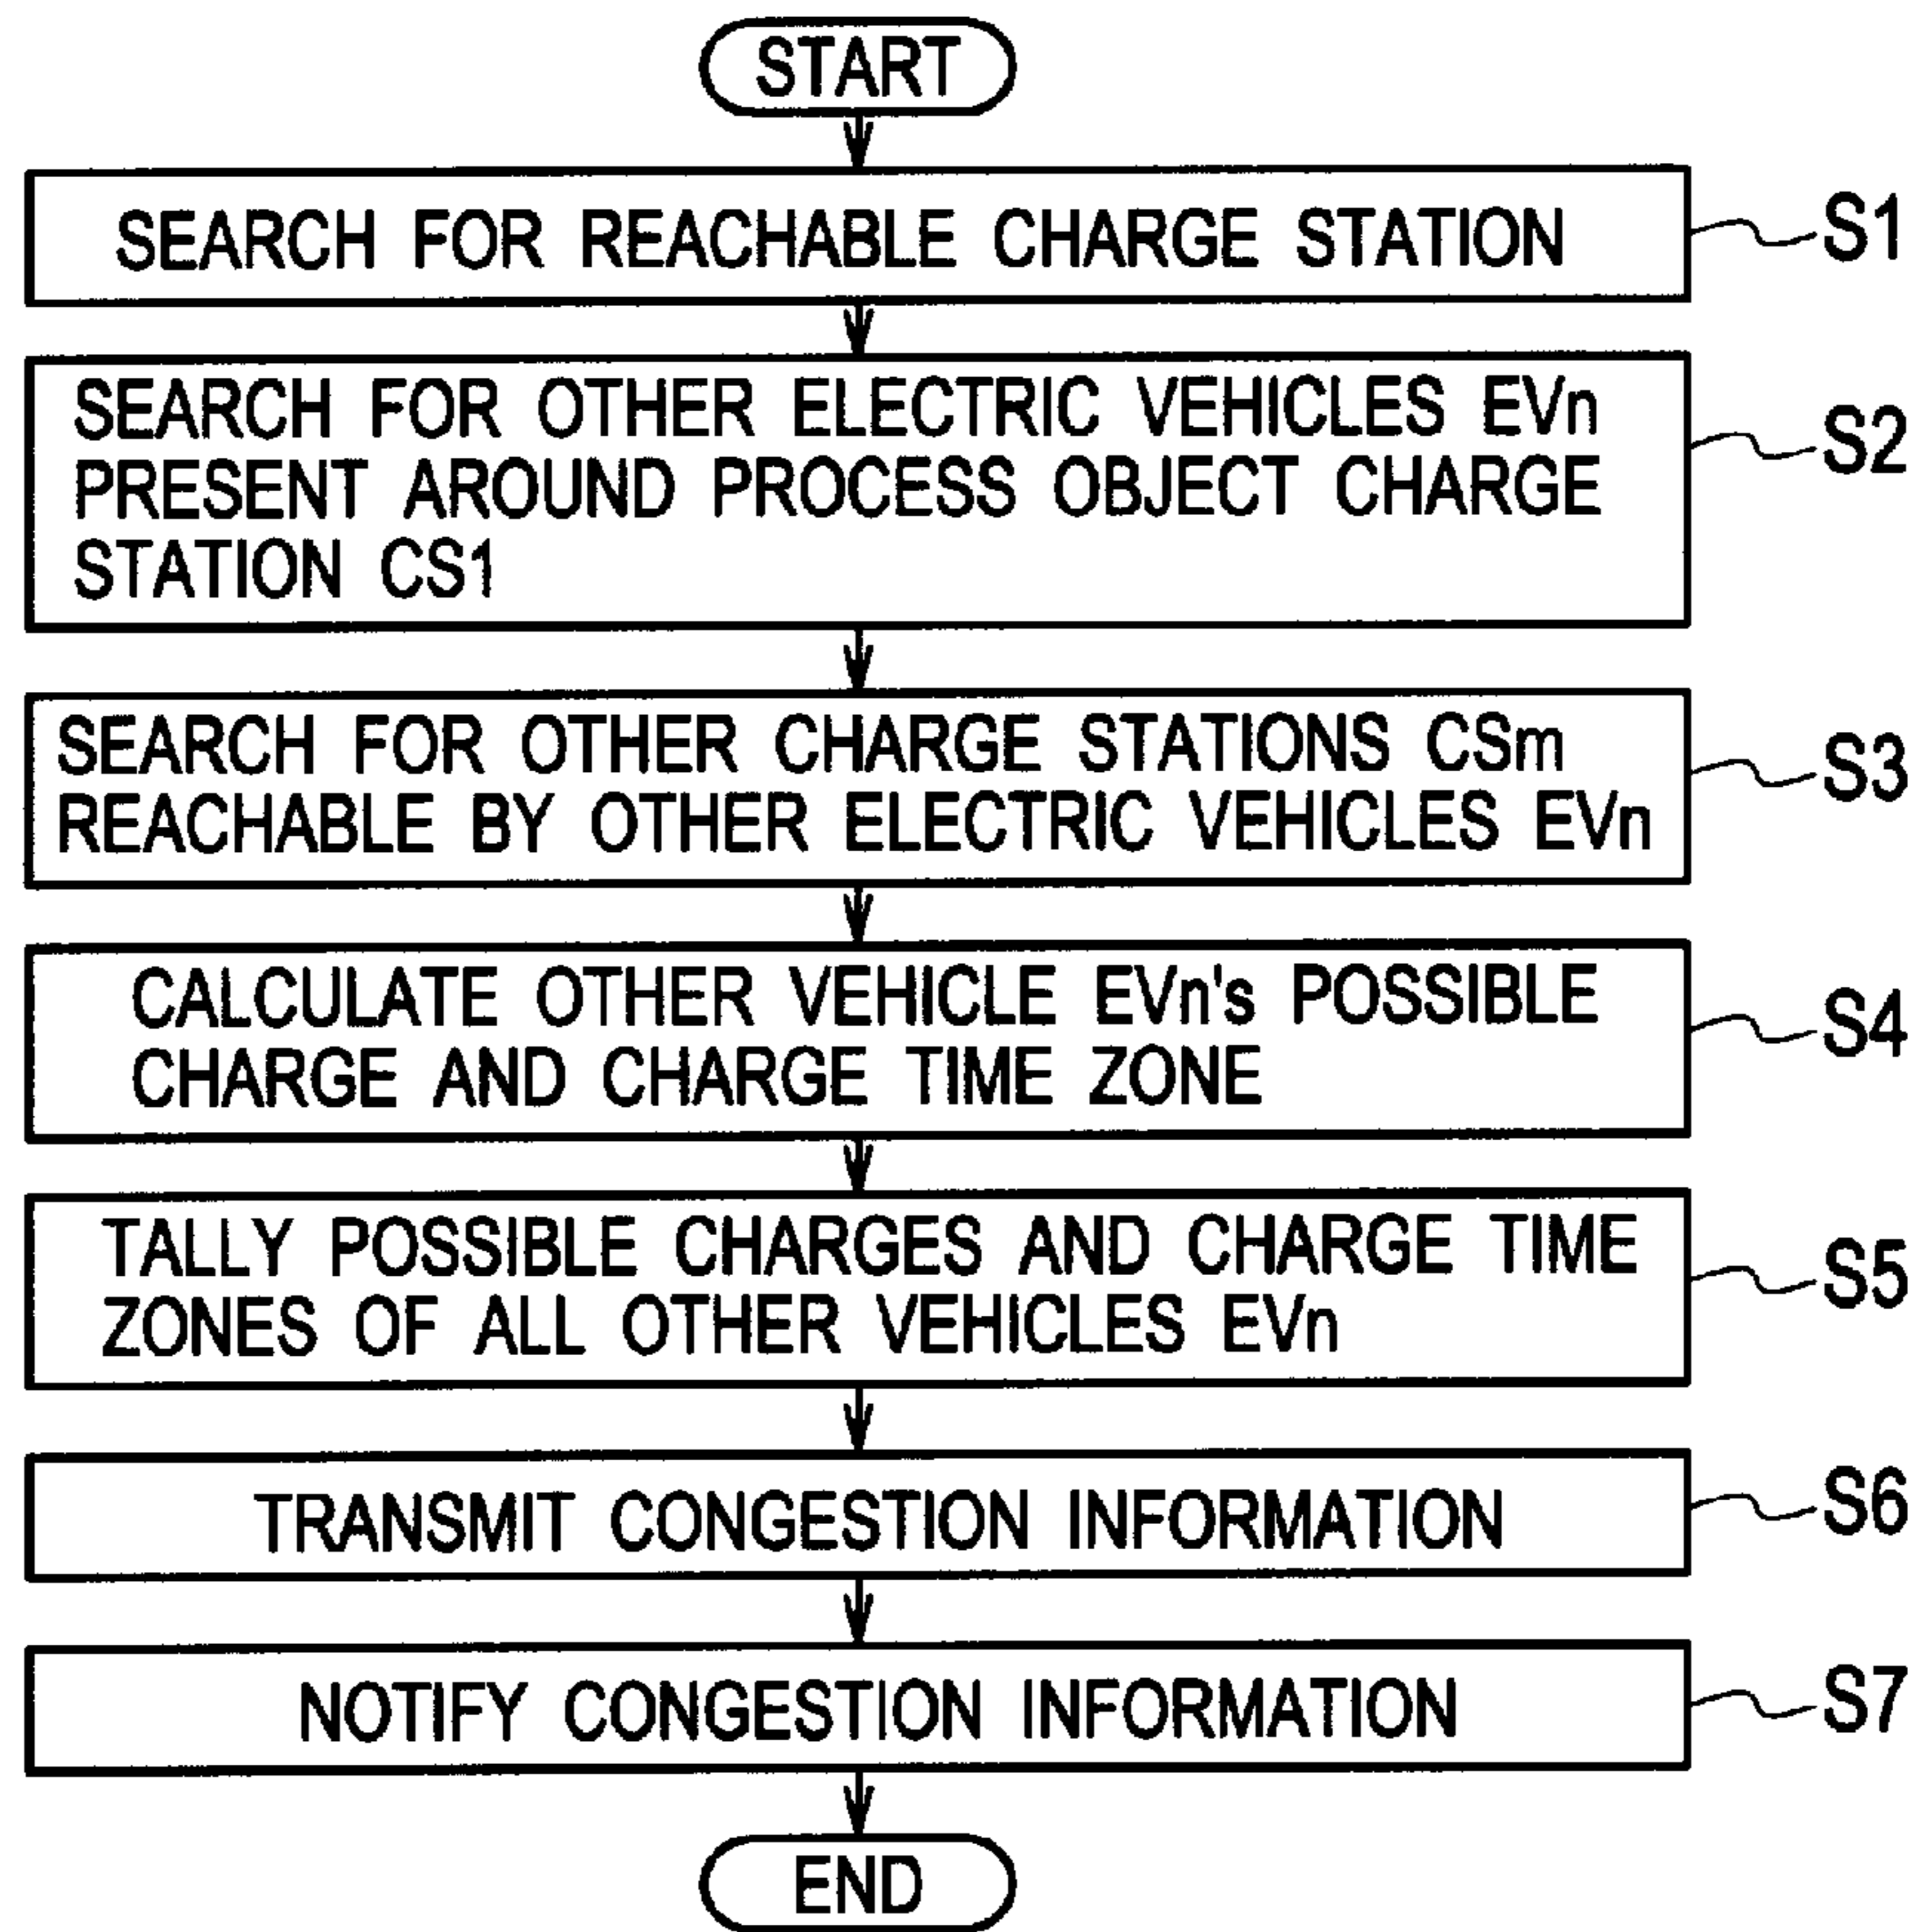 START
SEARCH FOR REACHABLE CHARGE STATION
S1
SEARCH FOR OTHER ELECTRIC VEHICLES EVn
PRESENT AROUND PROCESS OBJECT CHARGE
STATION CS1
S2
SEARCH FOR OTHER CHARGE STATIONS CSm
REACHABLE BY OTHER ELECTRIC VEHICLES EVn
S3
CALCULATE OTHER VEHICLE EVn's POSSIBLE
CHARGE AND CHARGE TIME ZONE
S4
TALLY POSSIBLE CHARGES AND CHARGE TIME
ZONES OF ALL OTHER VEHICLES EVn
S5
TRANSMIT CONGESTION INFORMATION
S6
NOTIFY CONGESTION INFORMATION
S7
END